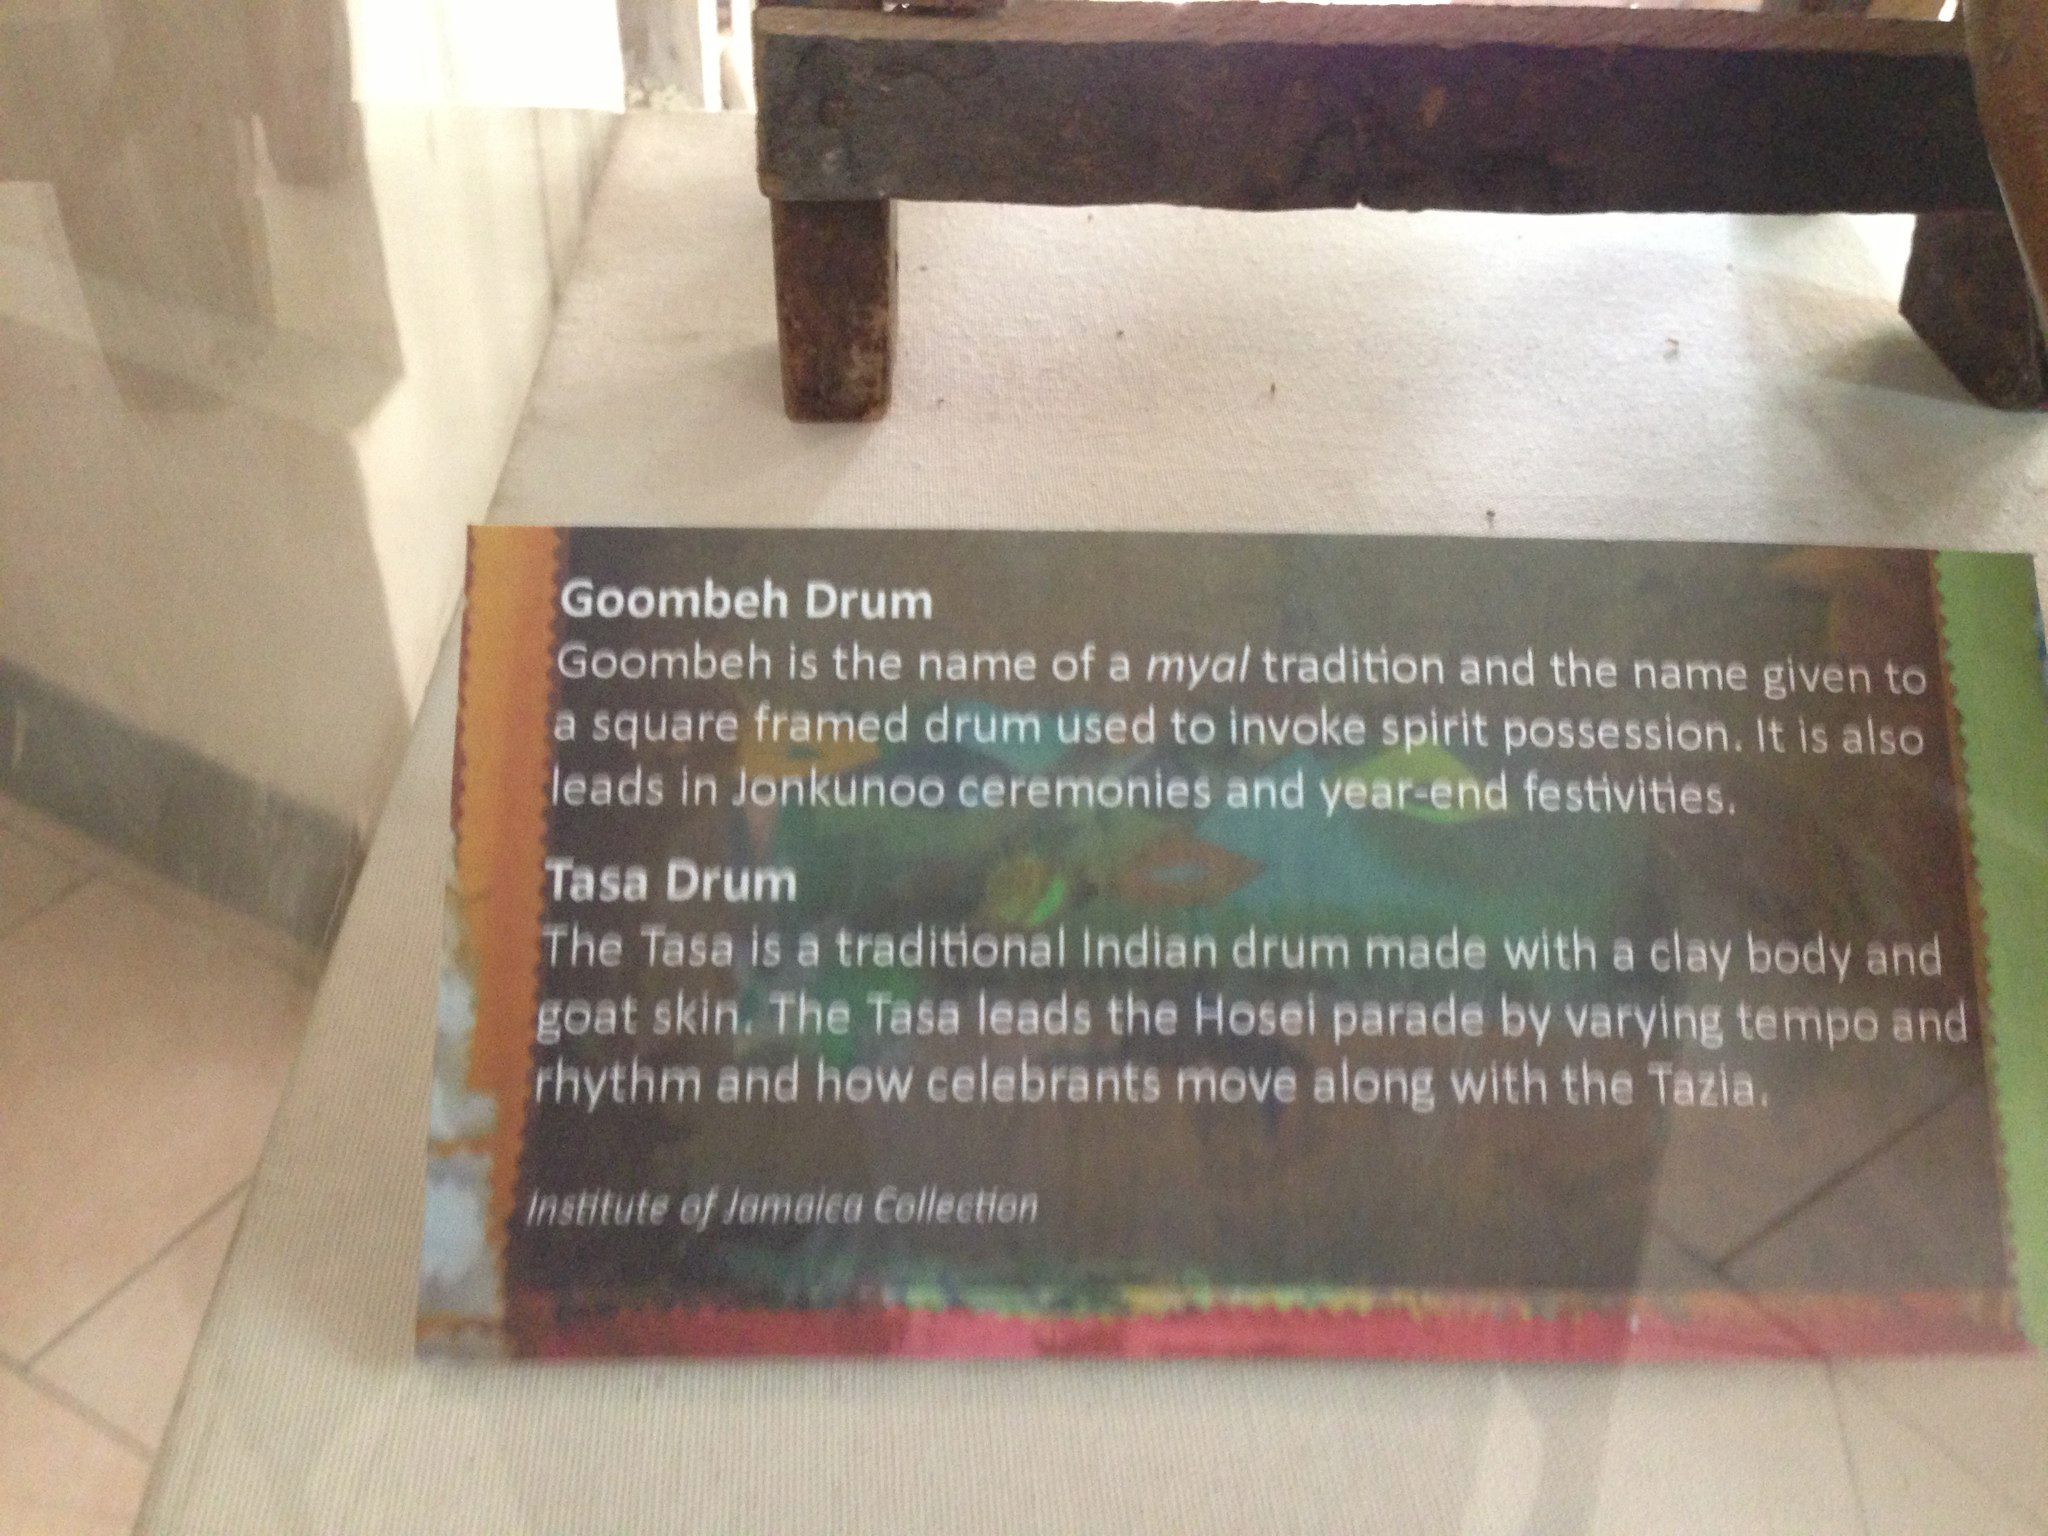 Goombeh Drum
Goombeh is the name of a myal tradition and the name given to
a square framed drum used to invoke spirit possession. It is also
leads in Jonkunoo ceremonies and year-end festivities.
Tasa Drum
The Tasa is a traditional Indian drum made with a clay body and
goat skin. The Tasa leads the Hosei parade by varying tempo and
rhythm and how celebrants move along with the Tazia.
Institute of Jamaica Collection